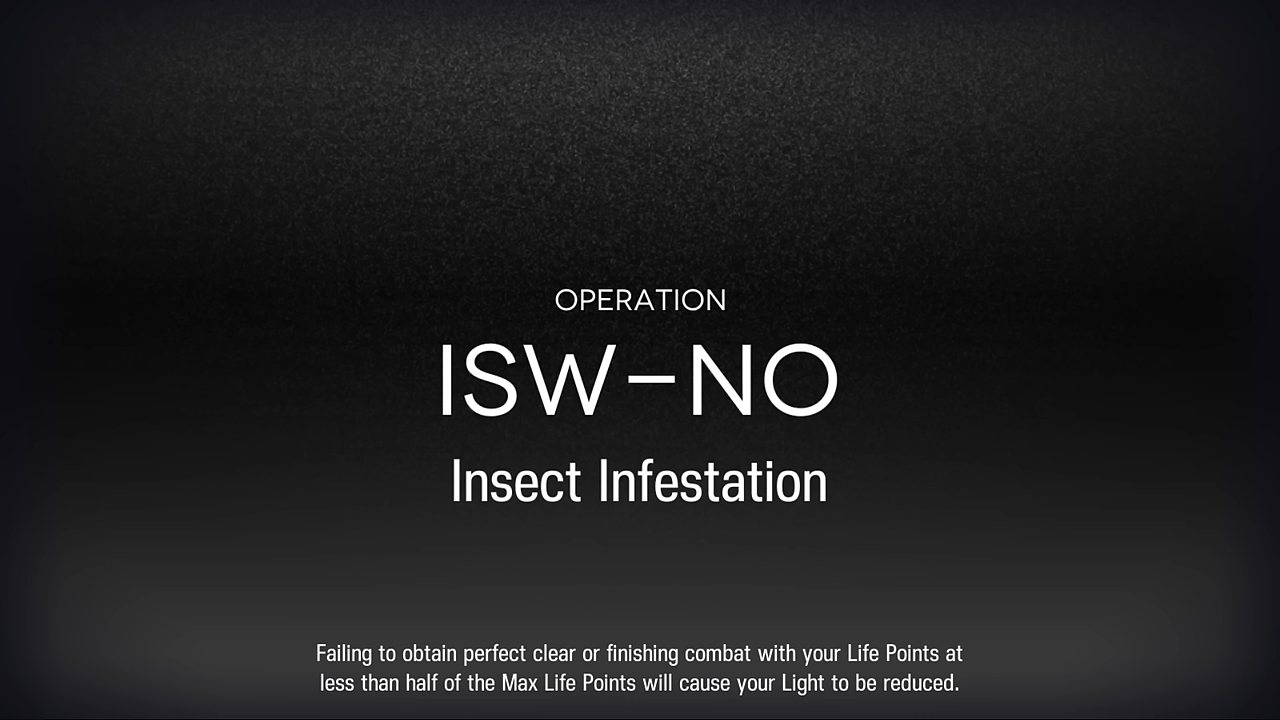 OPERATION
ISW-NO
Insect Infestation
Failing to obtain perfect clear or finishing combat with your Life Points at
less than half of the Max Life Points will cause your Light to be reduced.